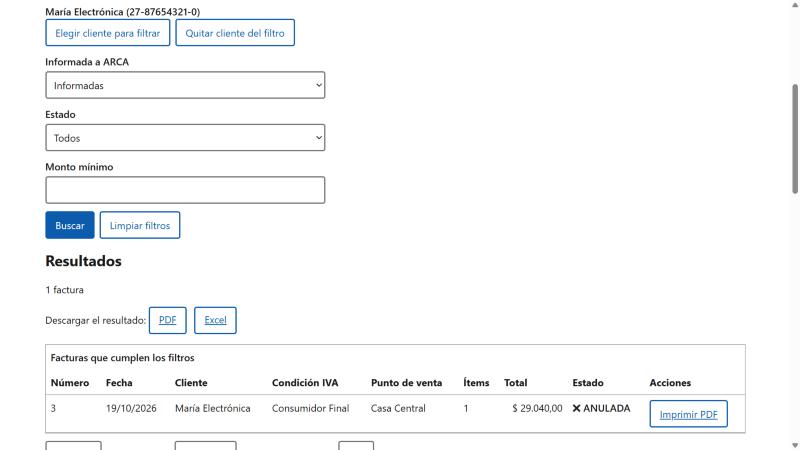 María Electrónica (27-87654321-0)
Elegir cliente para filtrar Quitar cliente del filtro
Informada a ARCA
Informadas
Estado
Todos
Monto mínimo
Buscar Limpiar filtros
Resultados
1 factura
Descargar el resultado: PDF Excel
Facturas que cumplen los filtros
Número Fecha Cliente Condición IVA Punto de venta Ítems Total Estado Acciones
3 19/10/2026 María Electrónica Consumidor Final Casa Central 1 $ 29.040,00 ❌ ANULADA Imprimir PDF